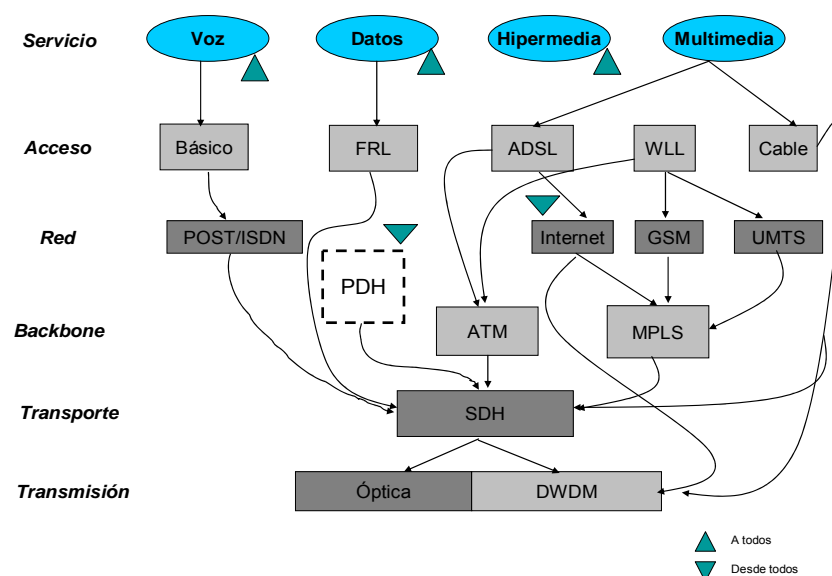 Servicio
Voz
Datos
Hipermedia
Multimedia
Acceso
Básico
FRL
ADSL
WLL
Cable
Red
POST/ISDN
Internet
GSM
UMTS
PDH
Backbone
ATM
MPLS
Transporte
SDH
Transmisión
Óptica
DWDM
A todos
Desde todos